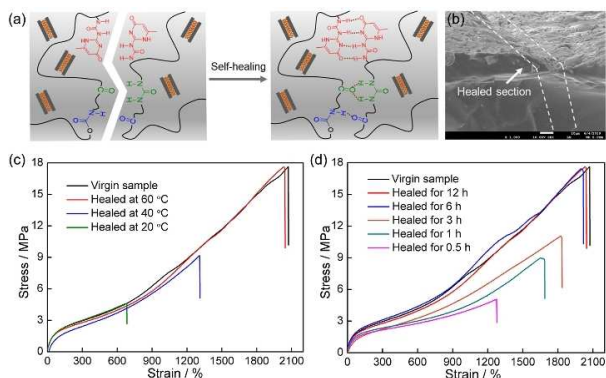 (a)
Self-healing
(b)
Healed section
(c)
Stress / MPa
18
15
12
9
6
3
0
Virgin sample
Healed at 60 °C
Healed at 40 °C
Healed at 20 °C
0 300 600 900 1200 1500 1800 2100
Strain / %
(d)
Stress / MPa
18
15
12
9
6
3
0
Virgin sample
Healed for 12 h
Healed for 6 h
Healed for 3 h
Healed for 1 h
Healed for 0.5 h
0 300 600 900 1200 1500 1800 2100
Strain / %